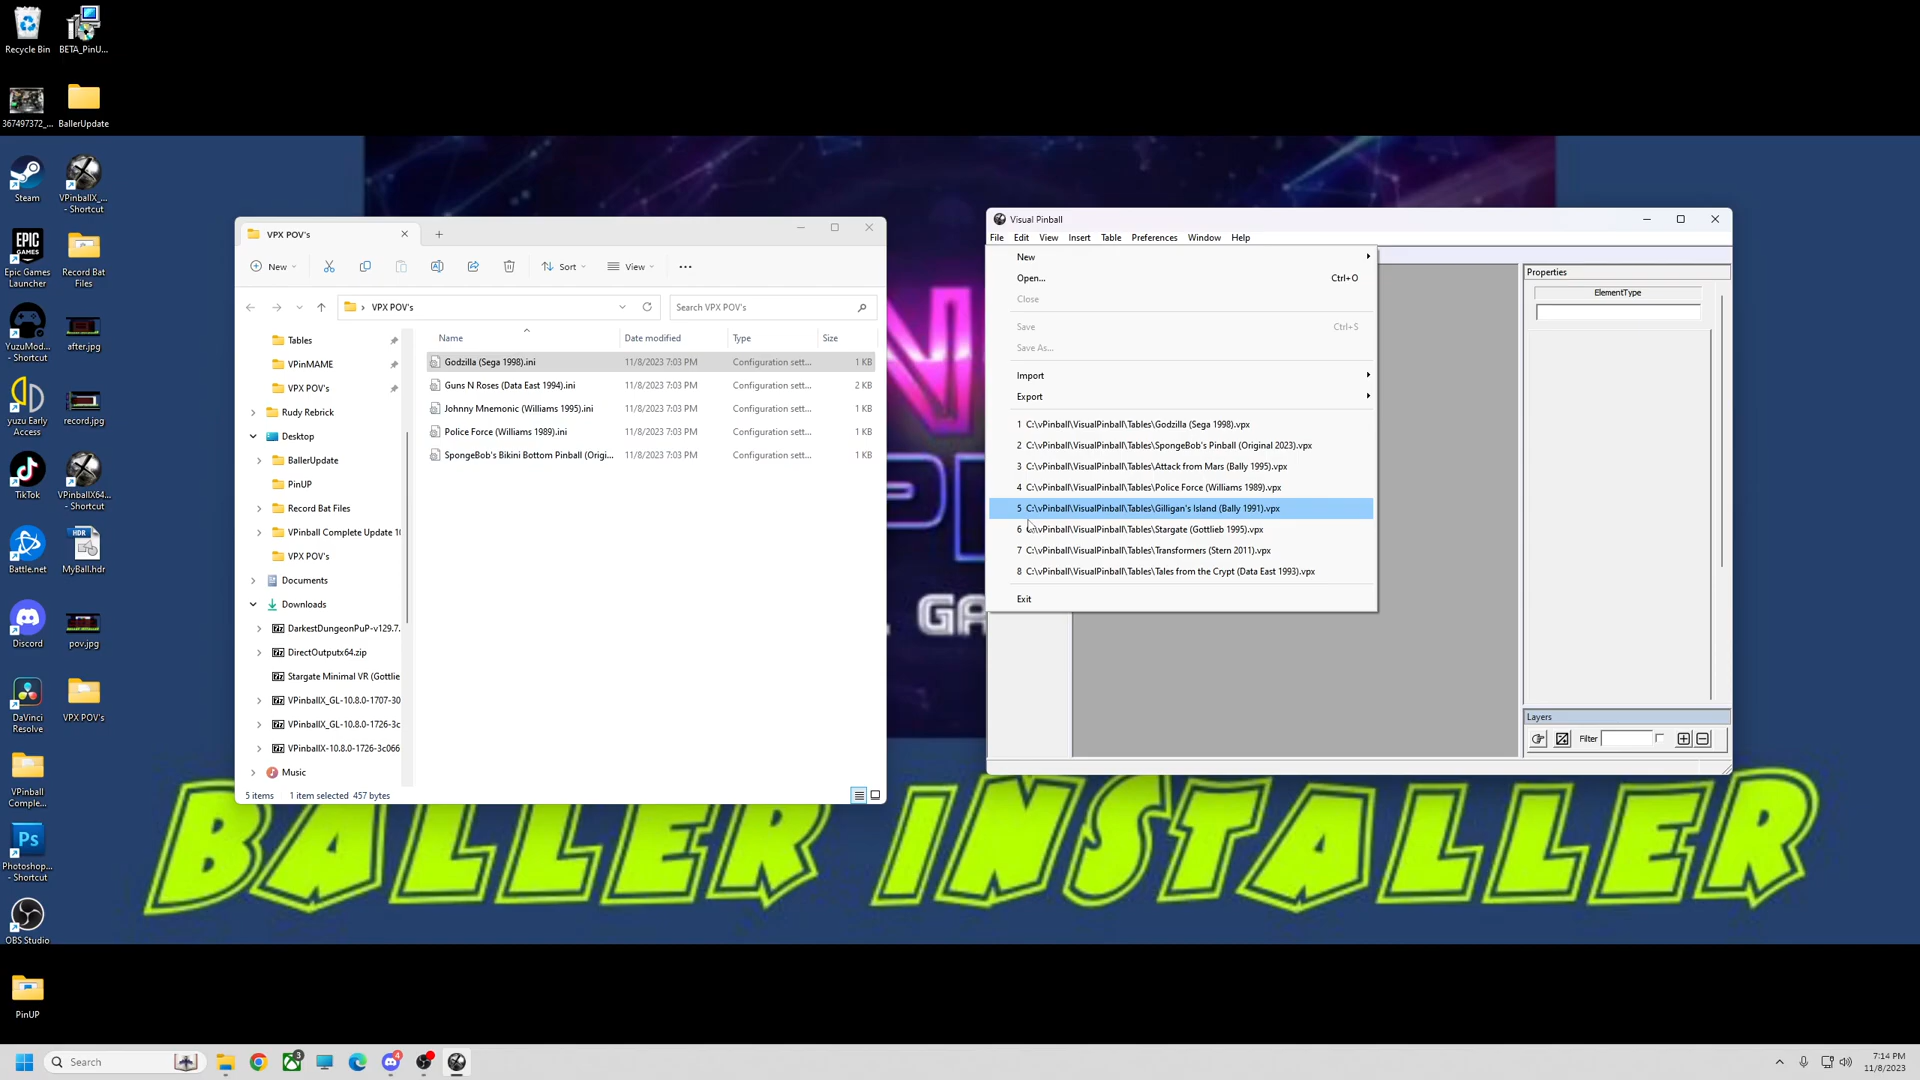 Recycle Bin
BETA_PinU...
367497372_...
BallerUpdate
Steam
VPinballX_...
- Shortcut
Epic Games
Launcher
Record Bat
Files
YuzuMod...
- Shortcut
after.jpg
yuzu Early
Access
record.jpg
TikTok
VPinballX64...
- Shortcut
Battle.net
MyBall.hdr
Discord
pov.jpg
DaVinci
Resolve
VPX POV's
VPinball
Comple...
Photoshop...
- Shortcut
OBS Studio
PinUP
VPX POV's
New
Sort
View
VPX POV's
Search VPX POV's
Name
Date modified
Type
Size
Tables
VPinMAME
VPX POV's
Rudy Rebrick
Desktop
BallerUpdate
PinUP
Record Bat Files
VPinball Complete Update 10
VPX POV's
Documents
Downloads
DarkestDungeonPuP-v129.7.
DirectOutputx64.zip
Stargate Minimal VR (Gottlie
VPinballX_GL-10.8.0-1707-30
VPinballX_GL-10.8.0-1726-3c
VPinballX-10.8.0-1726-3c066
Music
Godzilla (Sega 1998).ini 11/8/2023 7:03 PM Configuration sett... 1 KB
Guns N Roses (Data East 1994).ini 11/8/2023 7:03 PM Configuration sett... 2 KB
Johnny Mnemonic (Williams 1995).ini 11/8/2023 7:03 PM Configuration sett... 1 KB
Police Force (Williams 1989).ini 11/8/2023 7:03 PM Configuration sett... 1 KB
SpongeBob's Bikini Bottom Pinball (Origi... 11/8/2023 7:03 PM Configuration sett... 1 KB
5 items 1 item selected 457 bytes
Visual Pinball
File Edit View Insert Table Preferences Window Help
New
Open... Ctrl+O
Close
Save Ctrl+S
Save As...
Import
Export
1 C:\vPinball\VisualPinball\Tables\Godzilla (Sega 1998).vpx
2 C:\vPinball\VisualPinball\Tables\SpongeBob's Pinball (Original 2023).vpx
3 C:\vPinball\VisualPinball\Tables\Attack from Mars (Bally 1995).vpx
4 C:\vPinball\VisualPinball\Tables\Police Force (Williams 1989).vpx
5 C:\vPinball\VisualPinball\Tables\Gilligan's Island (Bally 1991).vpx
6 C:\vPinball\VisualPinball\Tables\Stargate (Gottlieb 1995).vpx
7 C:\vPinball\VisualPinball\Tables\Transformers (Stern 2011).vpx
8 C:\vPinball\VisualPinball\Tables\Tales from the Crypt (Data East 1993).vpx
Exit
Properties
ElementType
Layers
Filter
BALLER INSTALLER
Search
3
4
7:14 PM
11/8/2023